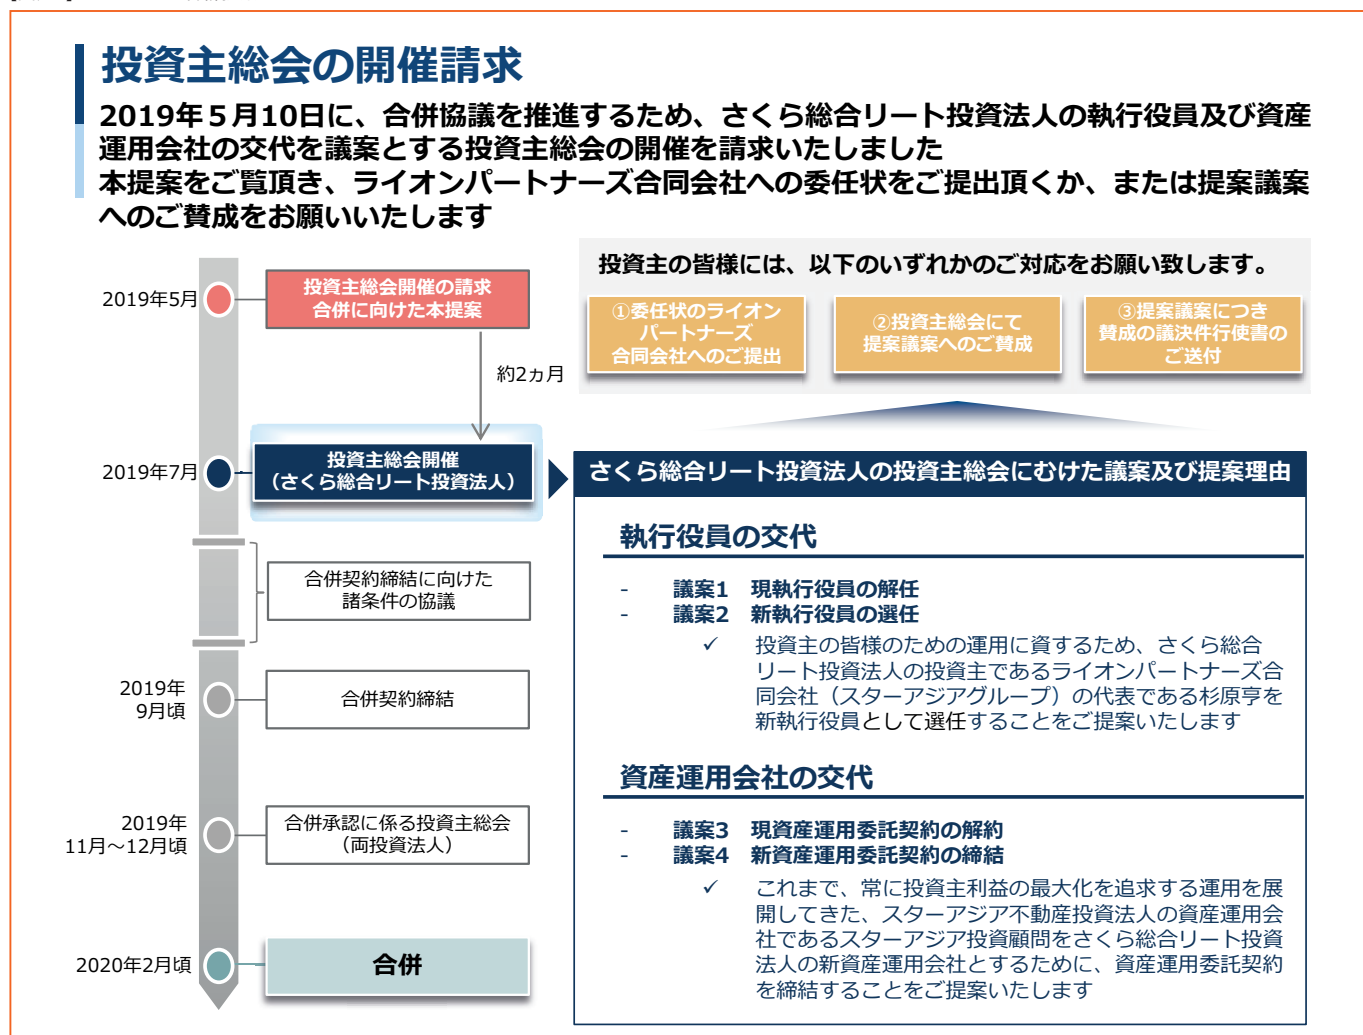 投資主総会の開催請求
2019年５月10日に、合併協議を推進するため、さくら総合リート投資法人の執行役員及び資産
運用会社の交代を議案とする投資主総会の開催を請求いたしました
本提案をご覧頂き、ライオンパートナーズ合同会社への委任状をご提出頂くか、または提案議案
へのご賛成をお願いいたします
2019年5月
投資主総会開催の請求
合併に向けた本提案
約2ヵ月
2019年7月
投資主総会開催
（さくら総合リート投資法人）
合併契約締結に向けた
諸条件の協議
2019年
9月頃
合併契約締結
2019年
11月～12月頃
合併承認に係る投資主総会
（両投資法人）
2020年2月頃
合併
投資主の皆様には、以下のいずれかのご対応をお願い致します。
①委任状のライオン
パートナーズ
合同会社へのご提出
②投資主総会にて
提案議案へのご賛成
③提案議案につき
賛成の議決件行使書の
ご送付
さくら総合リート投資法人の投資主総会にむけた議案及び提案理由
執行役員の交代
- 議案1 現執行役員の解任
- 議案2 新執行役員の選任
✓ 投資主の皆様のための運用に資するため、さくら総合
リート投資法人の投資主であるライオンパートナーズ合
同会社（スターアジアグループ）の代表である杉原亨を
新執行役員として選任することをご提案いたします
資産運用会社の交代
- 議案3 現資産運用委託契約の解約
- 議案4 新資産運用委託契約の締結
✓ これまで、常に投資主利益の最大化を追求する運用を展
開してきた、スターアジア不動産投資法人の資産運用会
社であるスターアジア投資顧問をさくら総合リート投資
法人の新資産運用会社とするために、資産運用委託契約
を締結することをご提案いたします